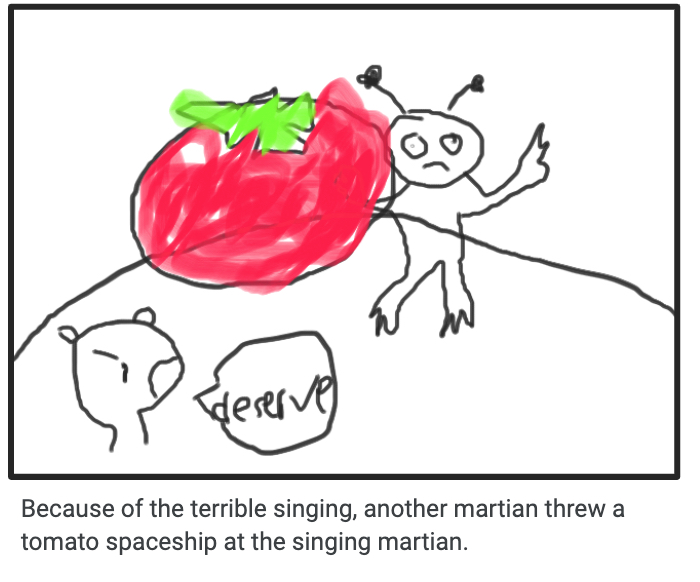 deserve
Because of the terrible singing, another martian threw a
tomato spaceship at the singing martian.